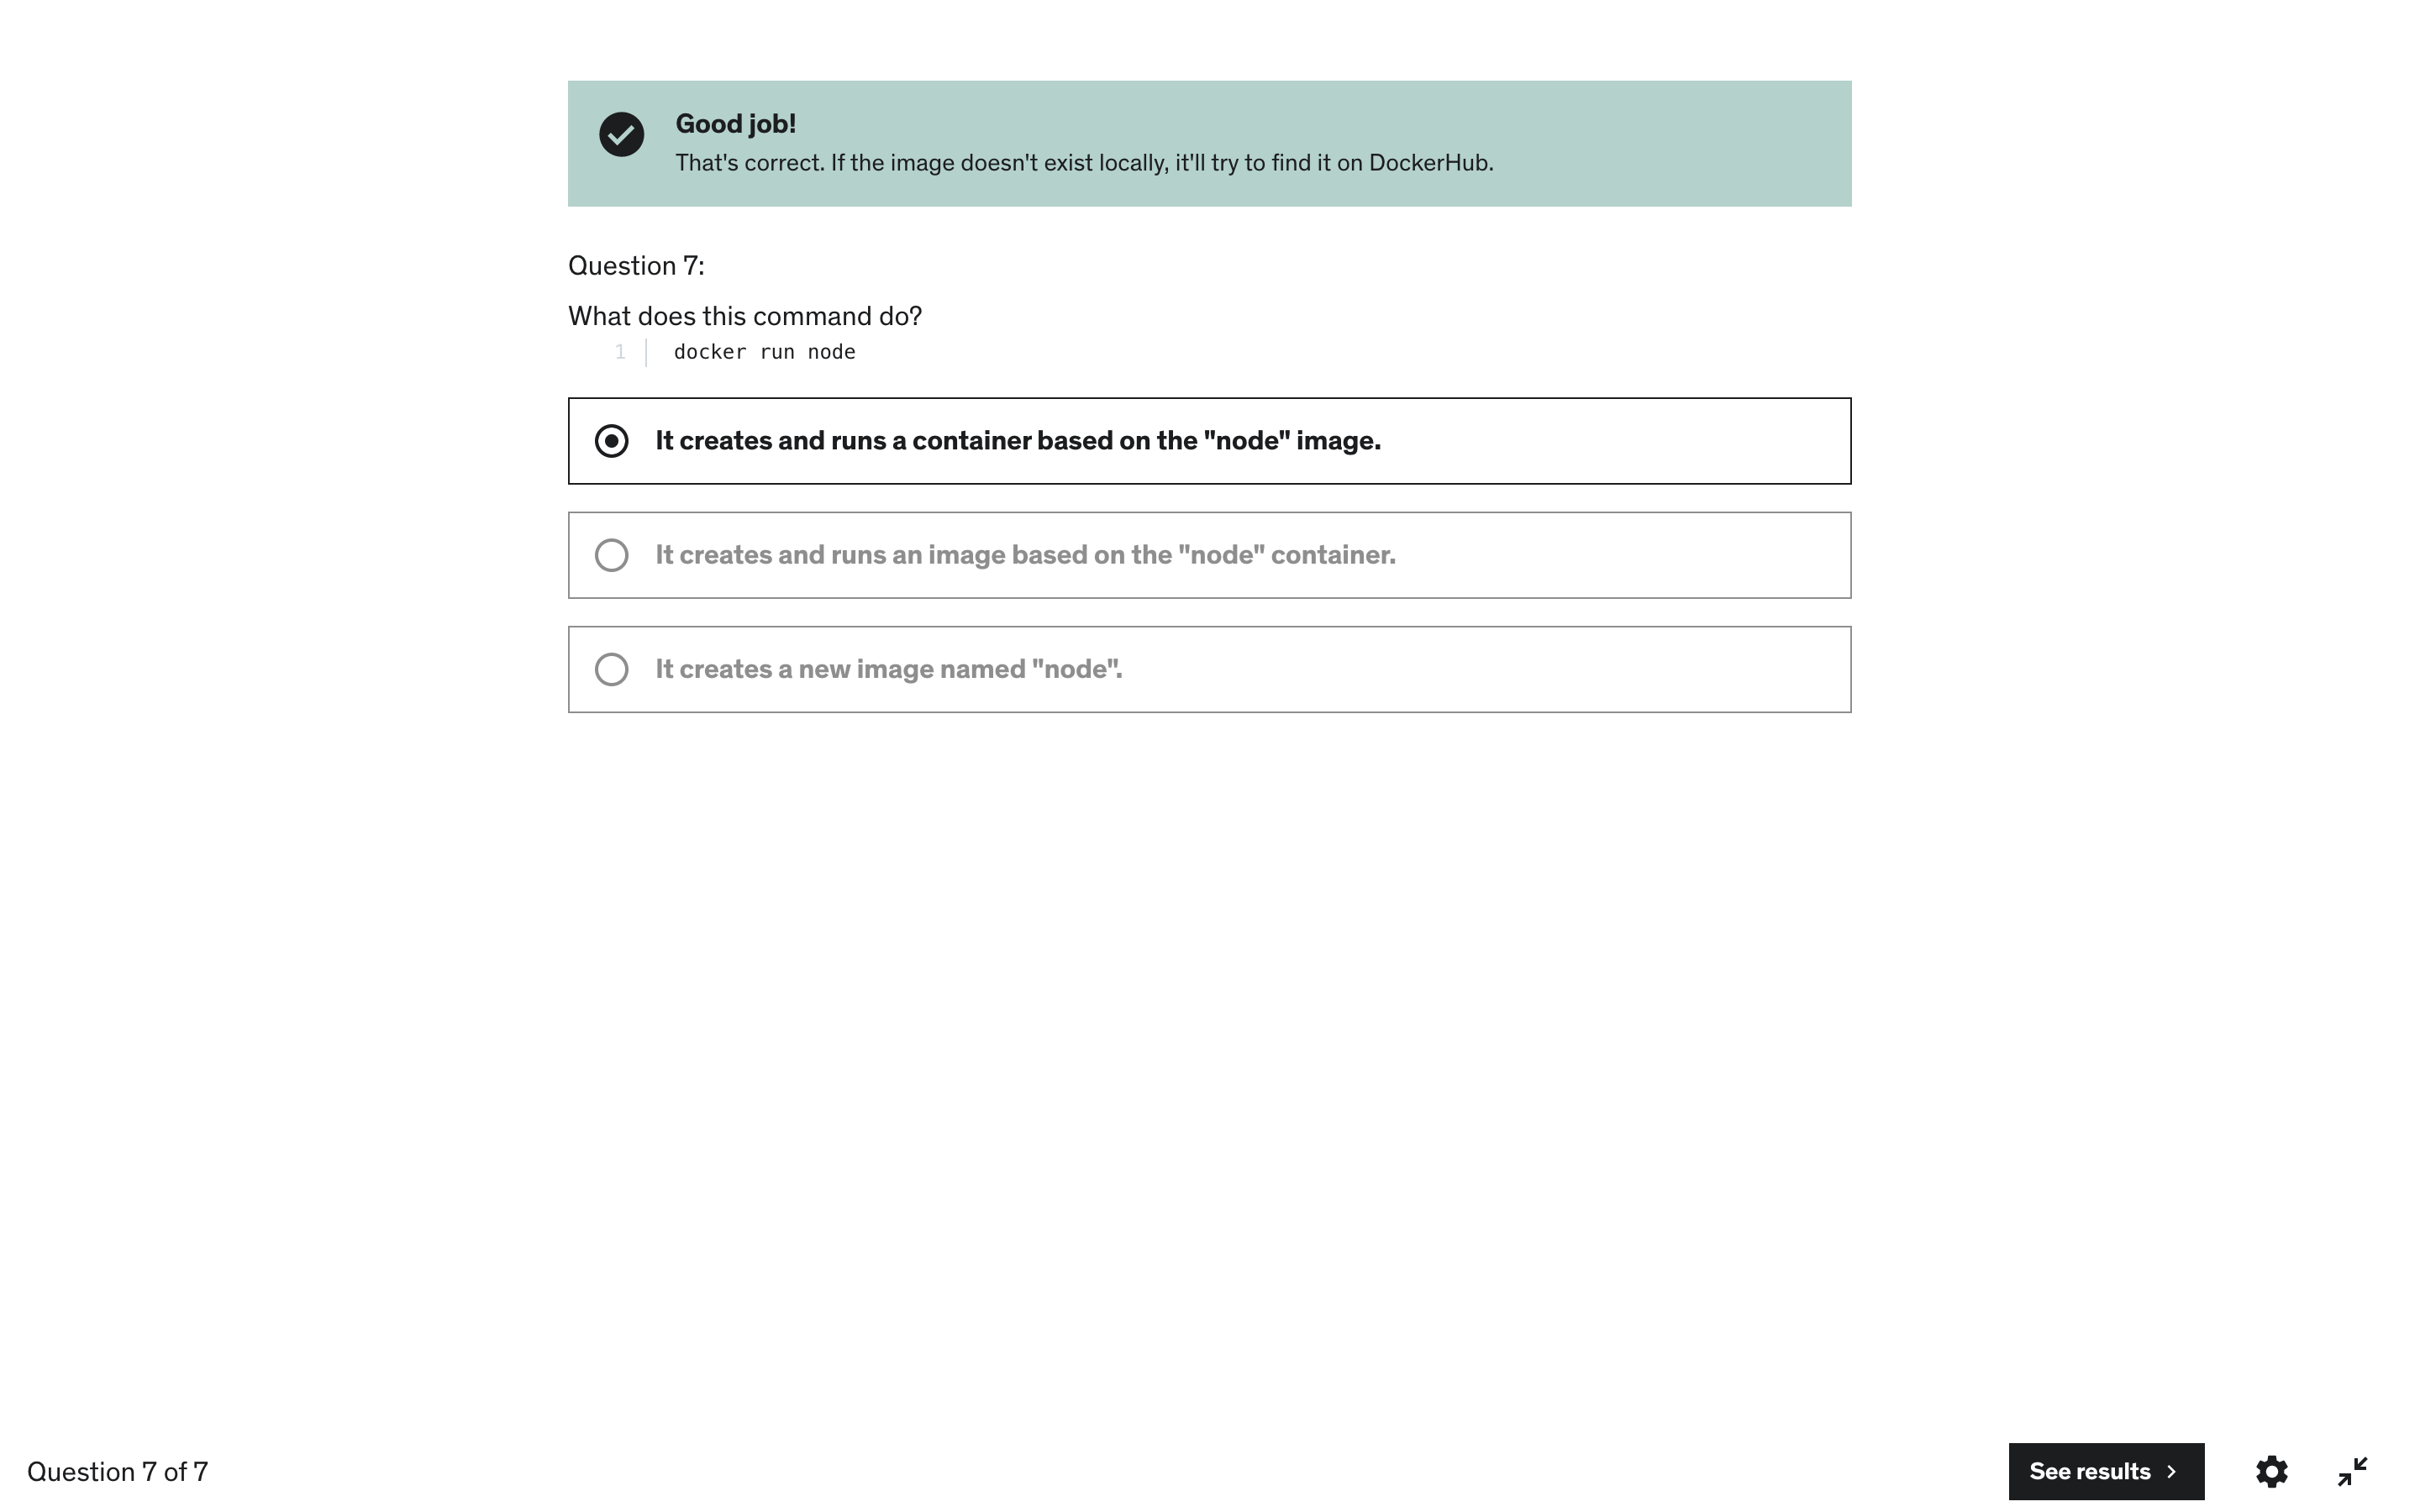 Good job!
That's correct. If the image doesn't exist locally, it'll try to find it on DockerHub.
Question 7:
What does this command do?
1 docker run node
It creates and runs a container based on the "node" image.
It creates and runs an image based on the "node" container.
It creates a new image named "node".
Question 7 of 7
See results